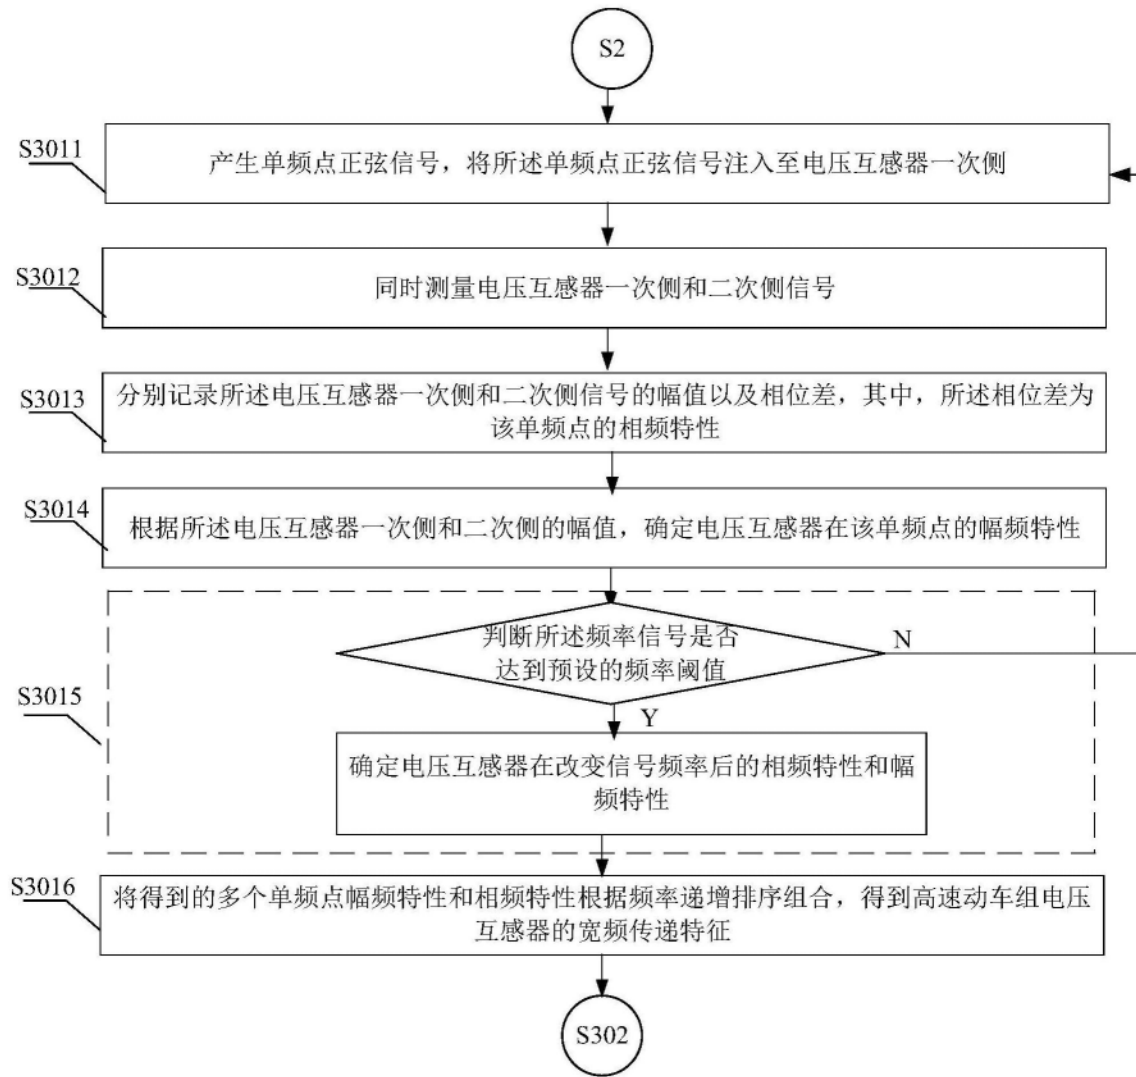 S2
S3011
产生单频点正弦信号，将所述单频点正弦信号注入至电压互感器一次侧
S3012
同时测量电压互感器一次侧和二次侧信号
S3013
分别记录所述电压互感器一次侧和二次侧信号的幅值以及相位差，其中，所述相位差为
该单频点的相频特性
S3014
根据所述电压互感器一次侧和二次侧的幅值，确定电压互感器在该单频点的幅频特性
S3015
判断所述频率信号是否
达到预设的频率阈值
N
Y
确定电压互感器在改变信号频率后的相频特性和幅
频特性
S3016
将得到的多个单频点幅频特性和相频特性根据频率递增排序组合，得到高速动车组电压
互感器的宽频传递特征
S302